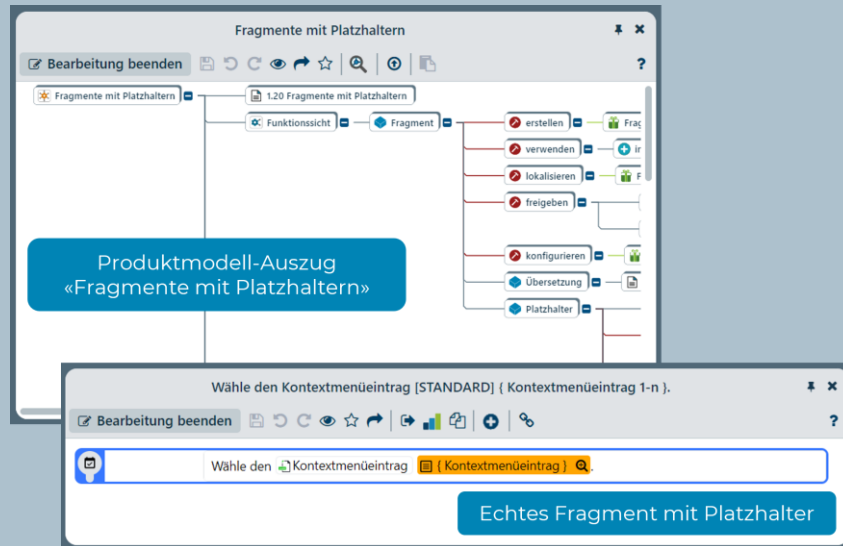 Fragmente mit Platzhaltern
Bearbeitung beenden
?
Fragmente mit Platzhaltern
1.20 Fragmente mit Platzhaltern
Funktionssicht
Fragment
erstellen
Frag
verwenden
in
lokalisieren
F
freigeben
konfigurieren
Übersetzung
Platzhalter
Produktmodell-Auszug
«Fragmente mit Platzhaltern»
Wähle den Kontextmenüeintrag [STANDARD] { Kontextmenüeintrag 1-n }.
Bearbeitung beenden
?
Wähle den Kontextmenüeintrag { Kontextmenüeintrag } .
Echtes Fragment mit Platzhalter